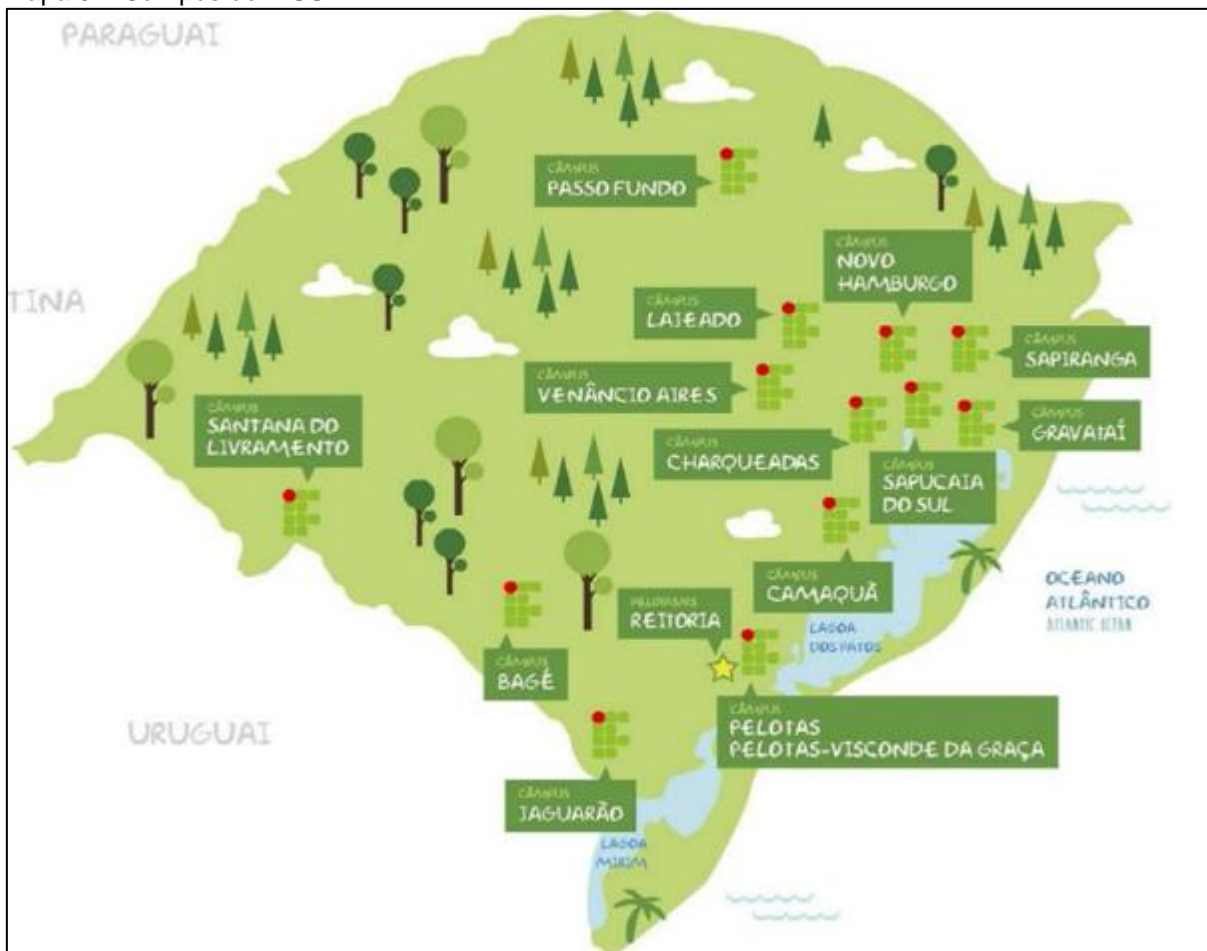 PARAGUAI
CÂMPUS
PASSO FUNDO
CÂMPUS
NOVO
HAMBURGO
TINA
CÂMPUS
LAJEADO
CÂMPUS
SAPIRANGA
CÂMPUS
VENÂNCIO AIRES
CÂMPUS
SANTANA DO
LIVRAMENTO
CÂMPUS
GRAVATAÍ
CÂMPUS
CHARQUEADAS
CÂMPUS
SAPUCAIA
DO SUL
CÂMPUS
CAMAQUÃ
OCEANO
ATLÂNTICO
ATLANTIC OCEAN
REITORIA
LAGOA
DOS PATOS
CÂMPUS
BAGÉ
CÂMPUS
PELOTAS
PELOTAS-VISCONDE DA GRAÇA
URUGUAI
CÂMPUS
JAGUARÃO
LAGOA
MIRIM